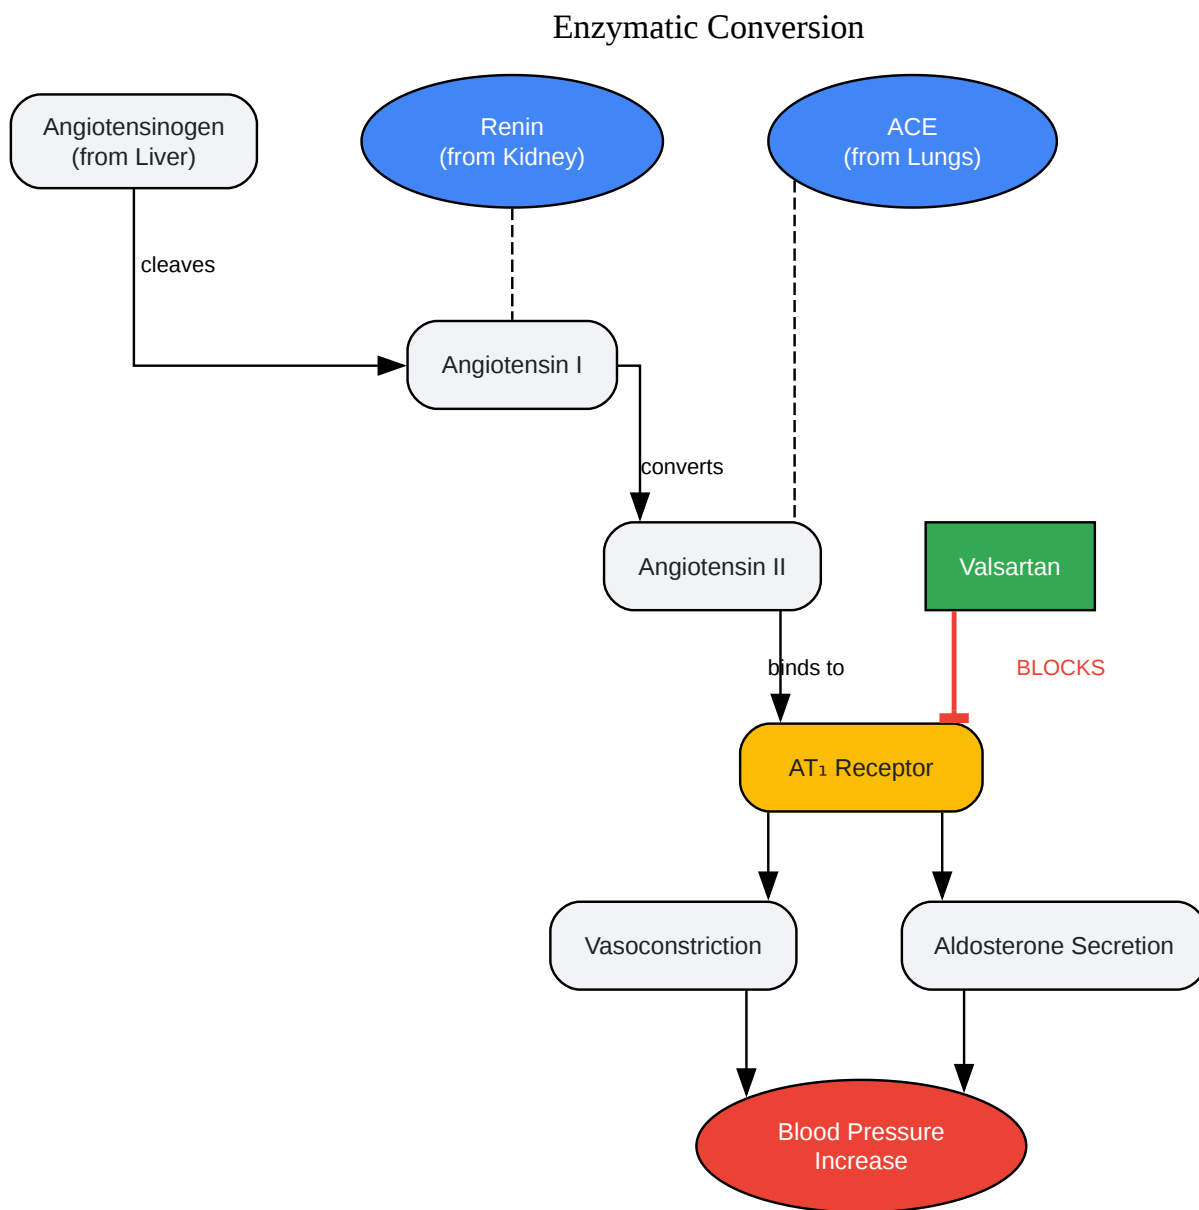 Enzymatic Conversion
Angiotensinogen
(from Liver)
Renin
(from Kidney)
ACE
(from Lungs)
cleaves
Angiotensin I
converts
Angiotensin II
Valsartan
binds to
BLOCKS
AT₁ Receptor
Vasoconstriction
Aldosterone Secretion
Blood Pressure
Increase